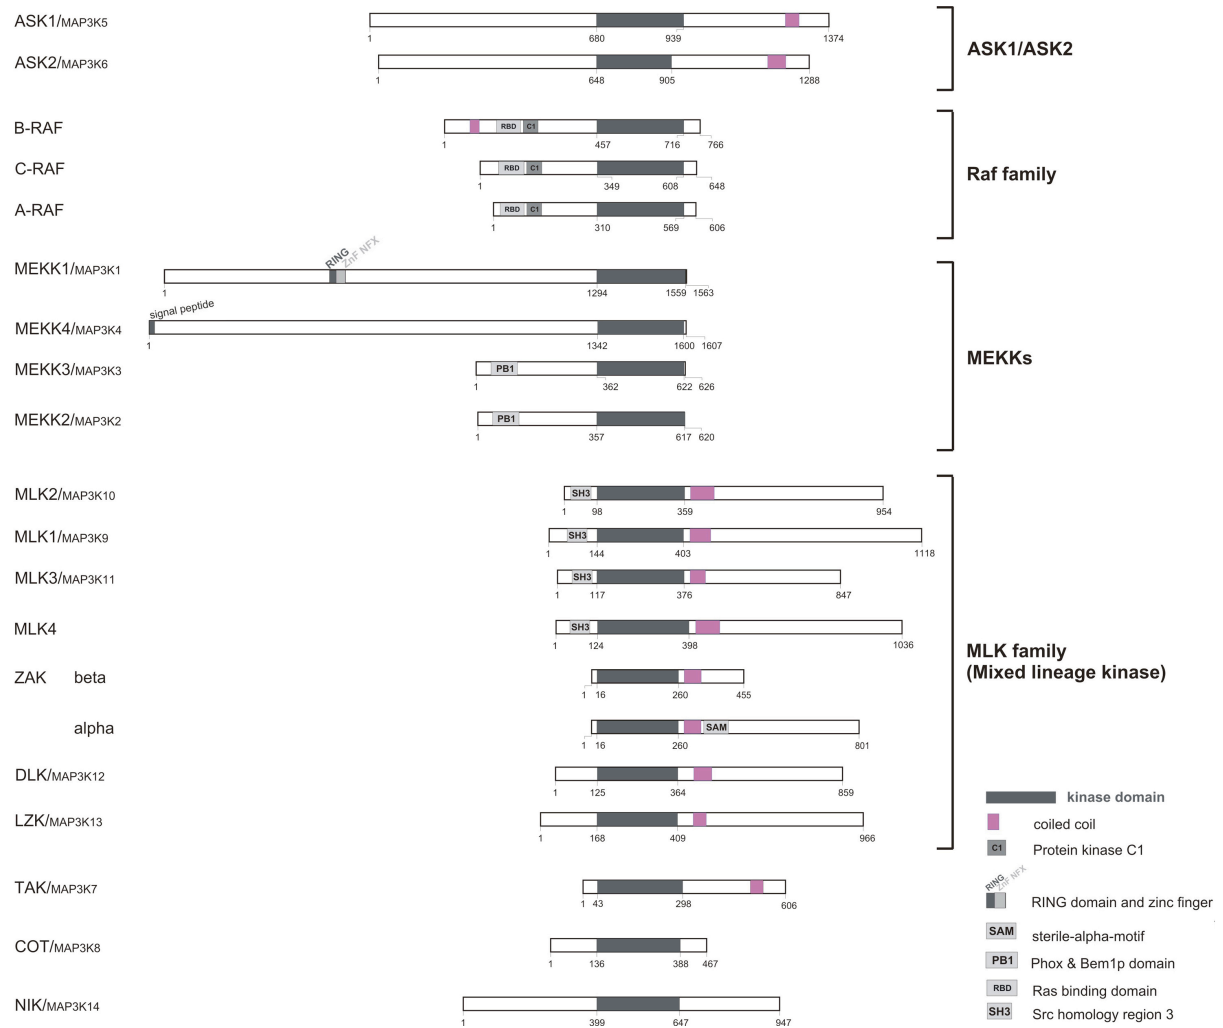 ASK1/MAP3K5
1 680 939 1374
ASK2/MAP3K6
1 648 905 1288
ASK1/ASK2
B-RAF
RBD C1
1 457 716 766
C-RAF
RBD C1
1 349 608 648
A-RAF
RBD C1
1 310 569 606
Raf family
RING
ZnF NFX
MEKK1/MAP3K1
1 1294 1559 1563
signal peptide
MEKK4/MAP3K4
1 1342 1600 1607
MEKK3/MAP3K3
PB1
1 362 622 626
MEKK2/MAP3K2
PB1
1 357 617 620
MEKKs
MLK2/MAP3K10
SH3
1 98 359 954
MLK1/MAP3K9
SH3
1 144 403 1118
MLK3/MAP3K11
SH3
1 117 376 847
MLK4
SH3
1 124 398 1036
ZAK beta
1 16 260 455
alpha
SAM
1 16 260 801
DLK/MAP3K12
1 125 364 859
LZK/MAP3K13
1 168 409 966
MLK family
(Mixed lineage kinase)
TAK/MAP3K7
1 43 298 606
COT/MAP3K8
1 136 388 467
NIK/MAP3K14
1 399 647 947
kinase domain
coiled coil
C1 Protein kinase C1
RING
ZnF NFX
RING domain and zinc finger
SAM sterile-alpha-motif
PB1 Phox & Bem1p domain
RBD Ras binding domain
SH3 Src homology region 3